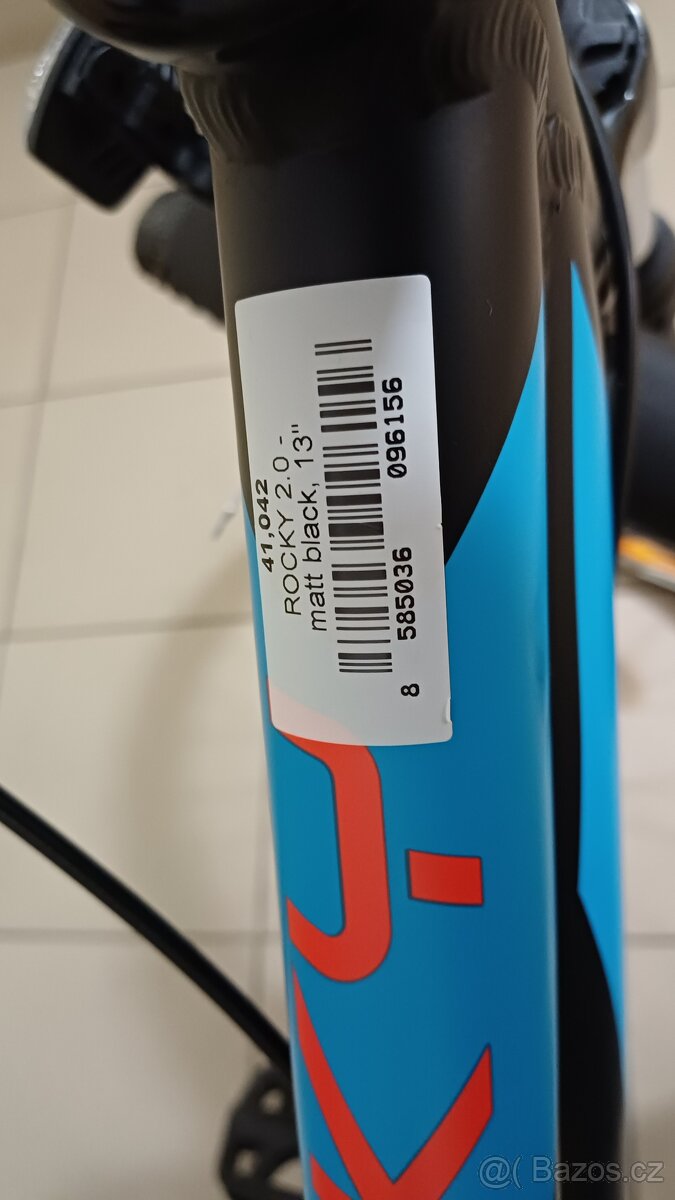 41,042
ROCKY 2.0 -
matt black, 13"
8 585036 096156
@( Bazos.cz